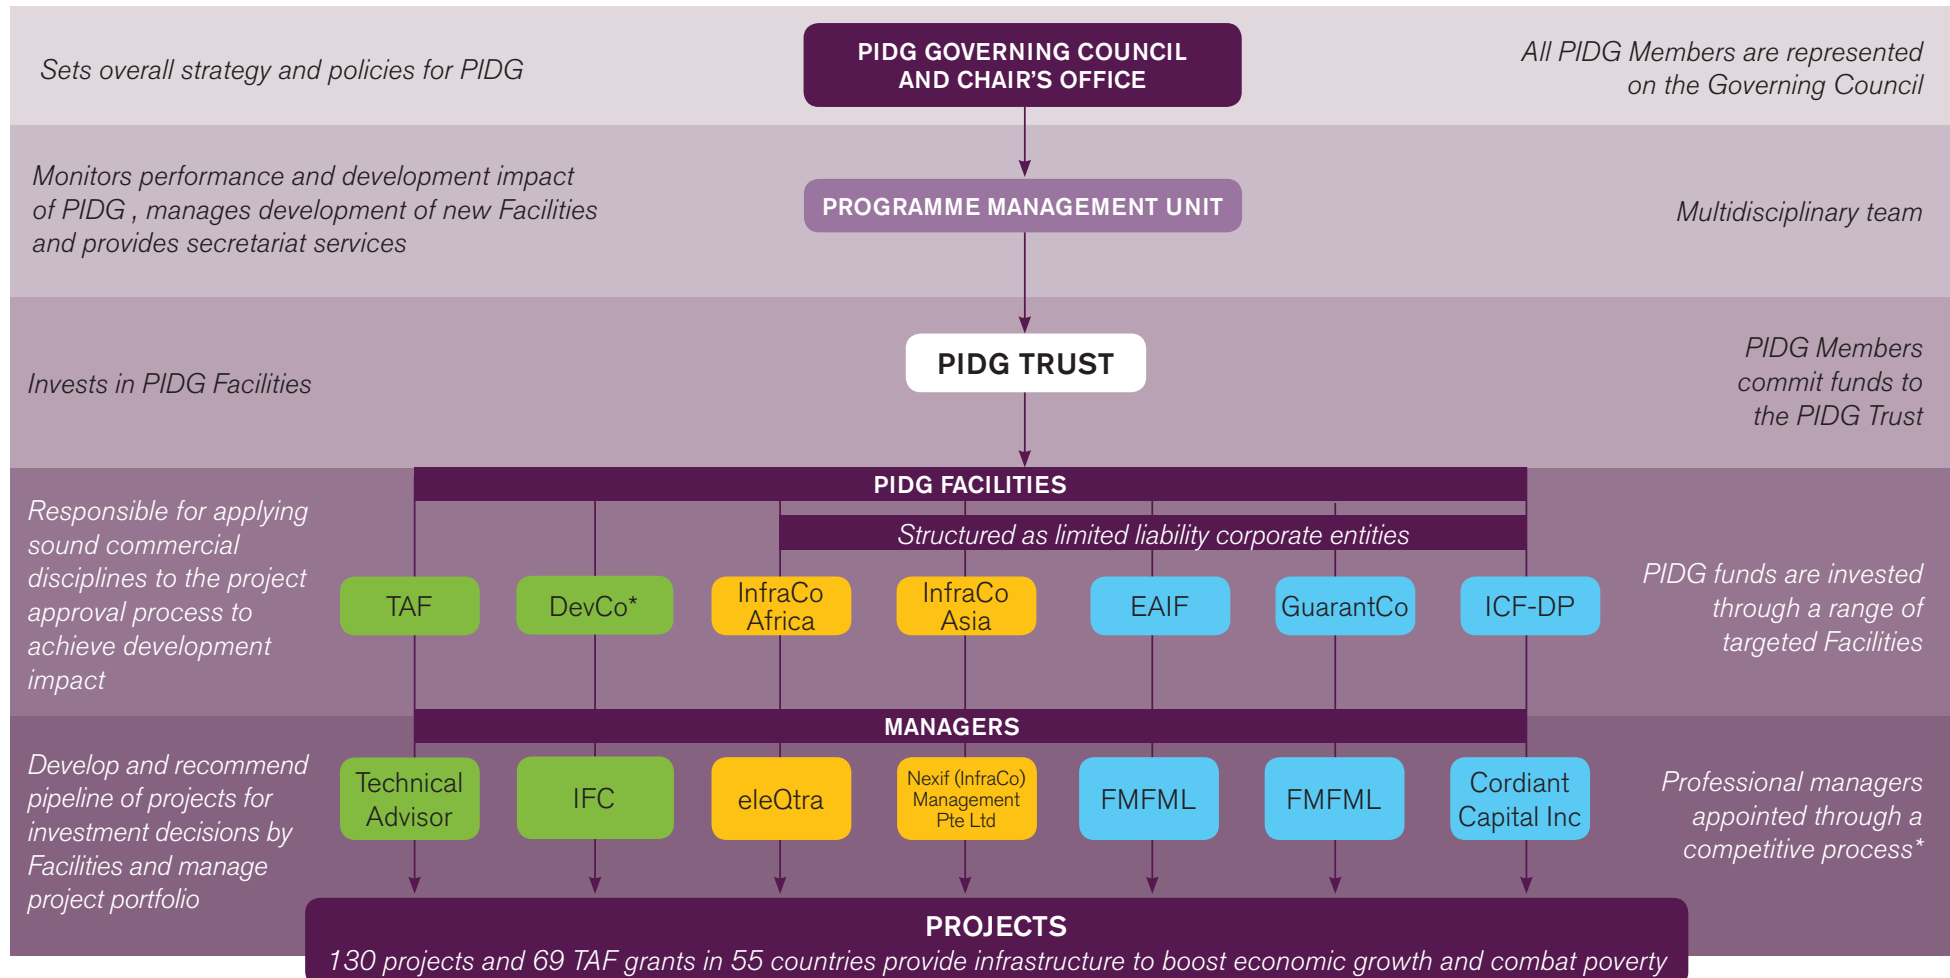 Sets overall strategy and policies for PIDG
PIDG GOVERNING COUNCIL
AND CHAIR'S OFFICE
All PIDG Members are represented
on the Governing Council
Monitors performance and development impact
of PIDG , manages development of new Facilities
and provides secretariat services
PROGRAMME MANAGEMENT UNIT
Multidisciplinary team
Invests in PIDG Facilities
PIDG TRUST
PIDG Members
commit funds to
the PIDG Trust
Responsible for applying
sound commercial
disciplines to the project
approval process to
achieve development
impact
PIDG FACILITIES
Structured as limited liability corporate entities
TAF
DevCo*
InfraCo
Africa
InfraCo
Asia
EAIF
GuarantCo
ICF-DP
PIDG funds are invested
through a range of
targeted Facilities
Develop and recommend
pipeline of projects for
investment decisions by
Facilities and manage
project portfolio
MANAGERS
Technical
Advisor
IFC
eleQtra
Nexif (InfraCo)
Management
Pte Ltd
FMFML
FMFML
Cordiant
Capital Inc
Professional managers
appointed through a
competitive process*
PROJECTS
130 projects and 69 TAF grants in 55 countries provide infrastructure to boost economic growth and combat poverty